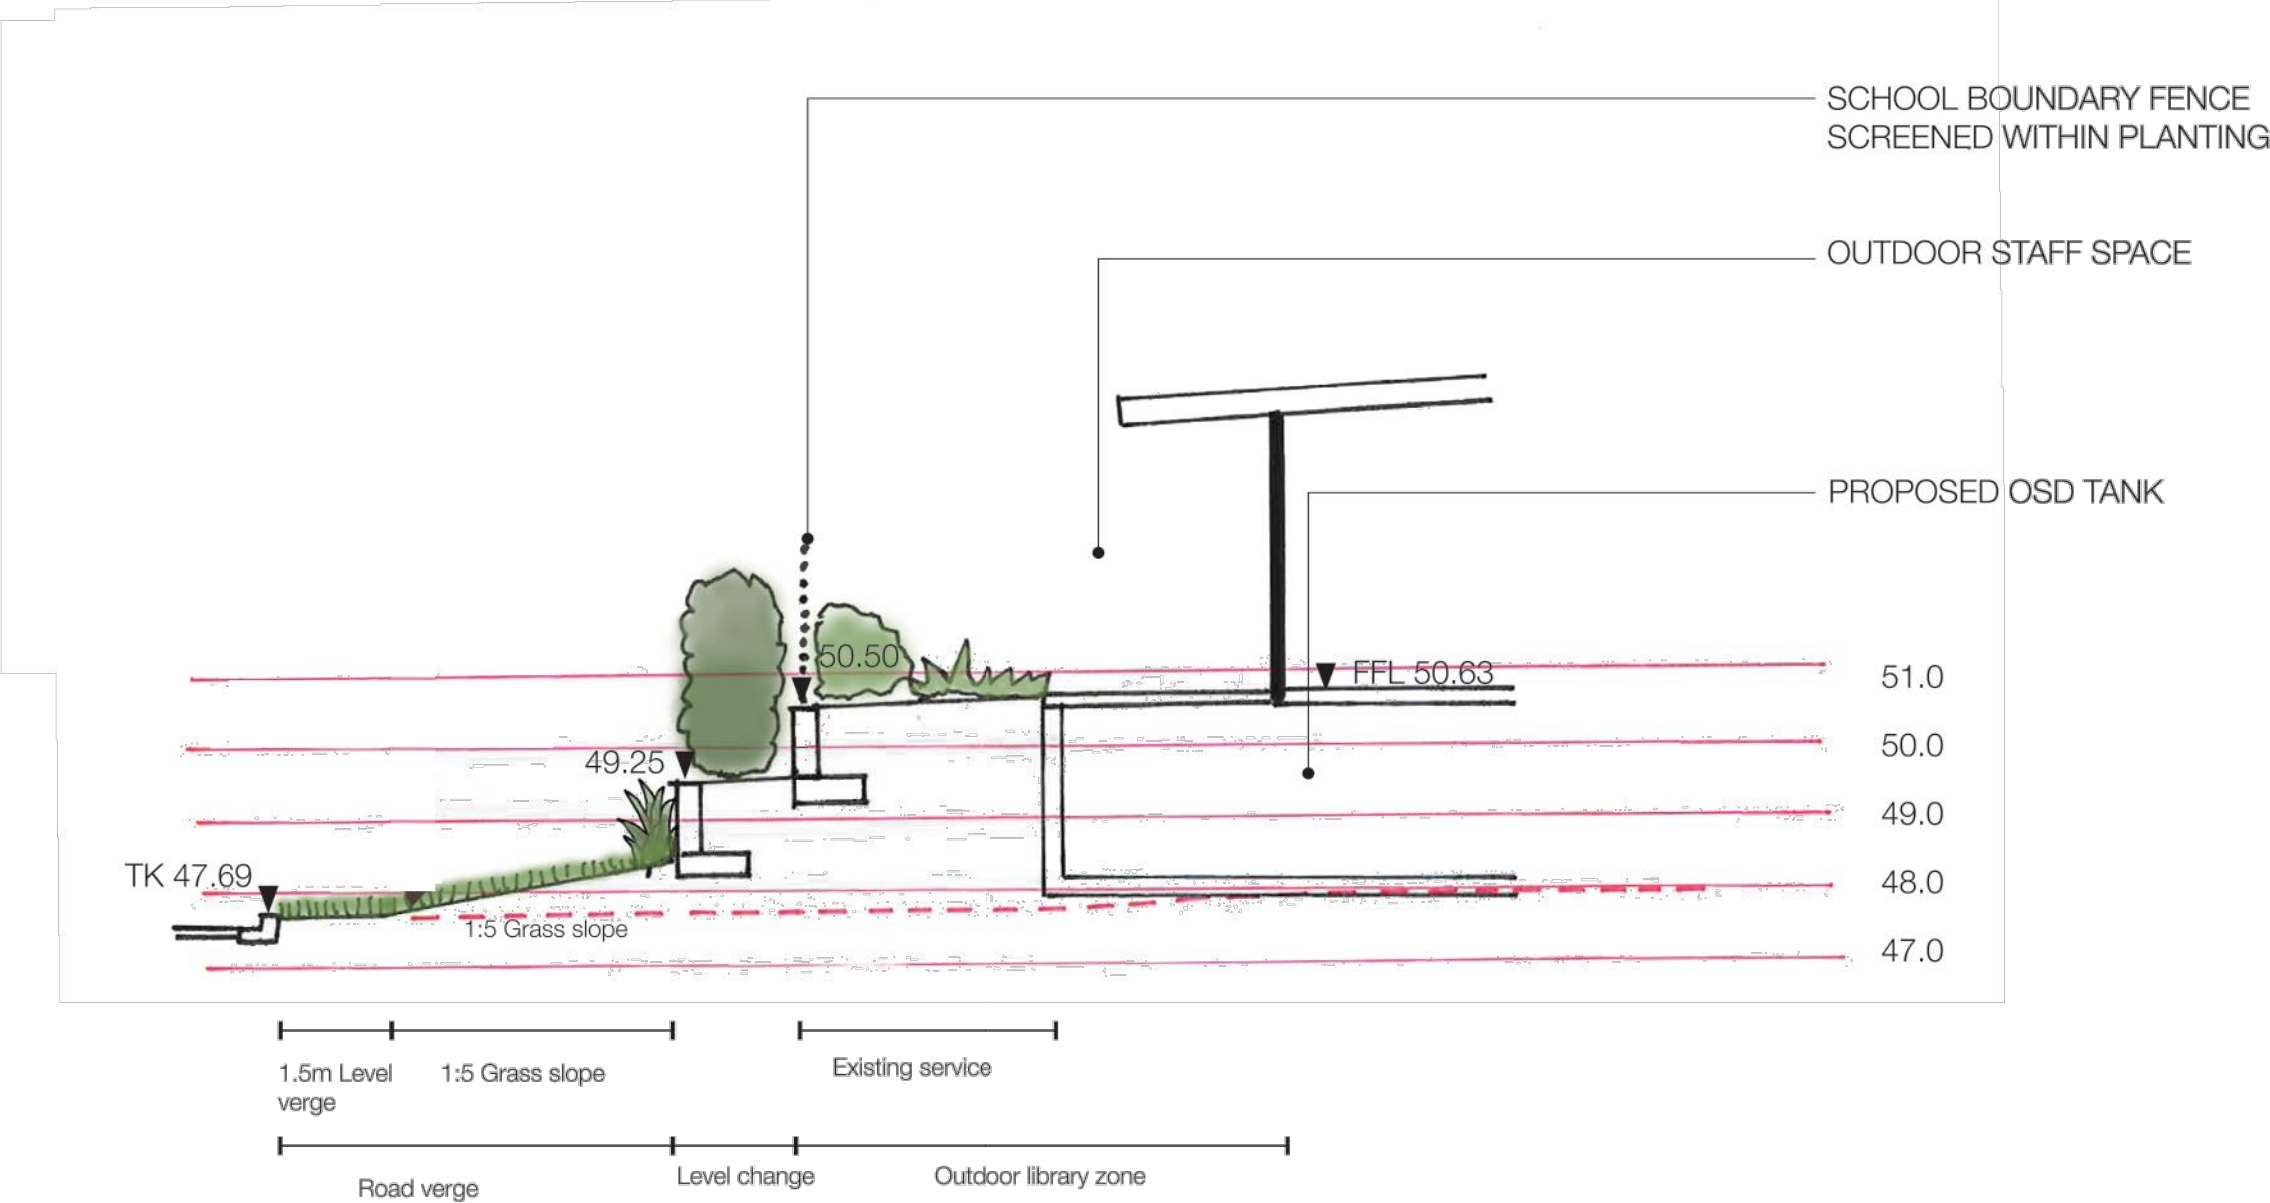 SCHOOL BOUNDARY FENCE
SCREENED WITHIN PLANTING
OUTDOOR STAFF SPACE
PROPOSED OSD TANK
50.50
FFL 50.63
51.0
50.0
49.25
49.0
TK 47.69
48.0
1:5 Grass slope
47.0
1.5m Level
verge
1:5 Grass slope
Existing service
Road verge
Level change
Outdoor library zone